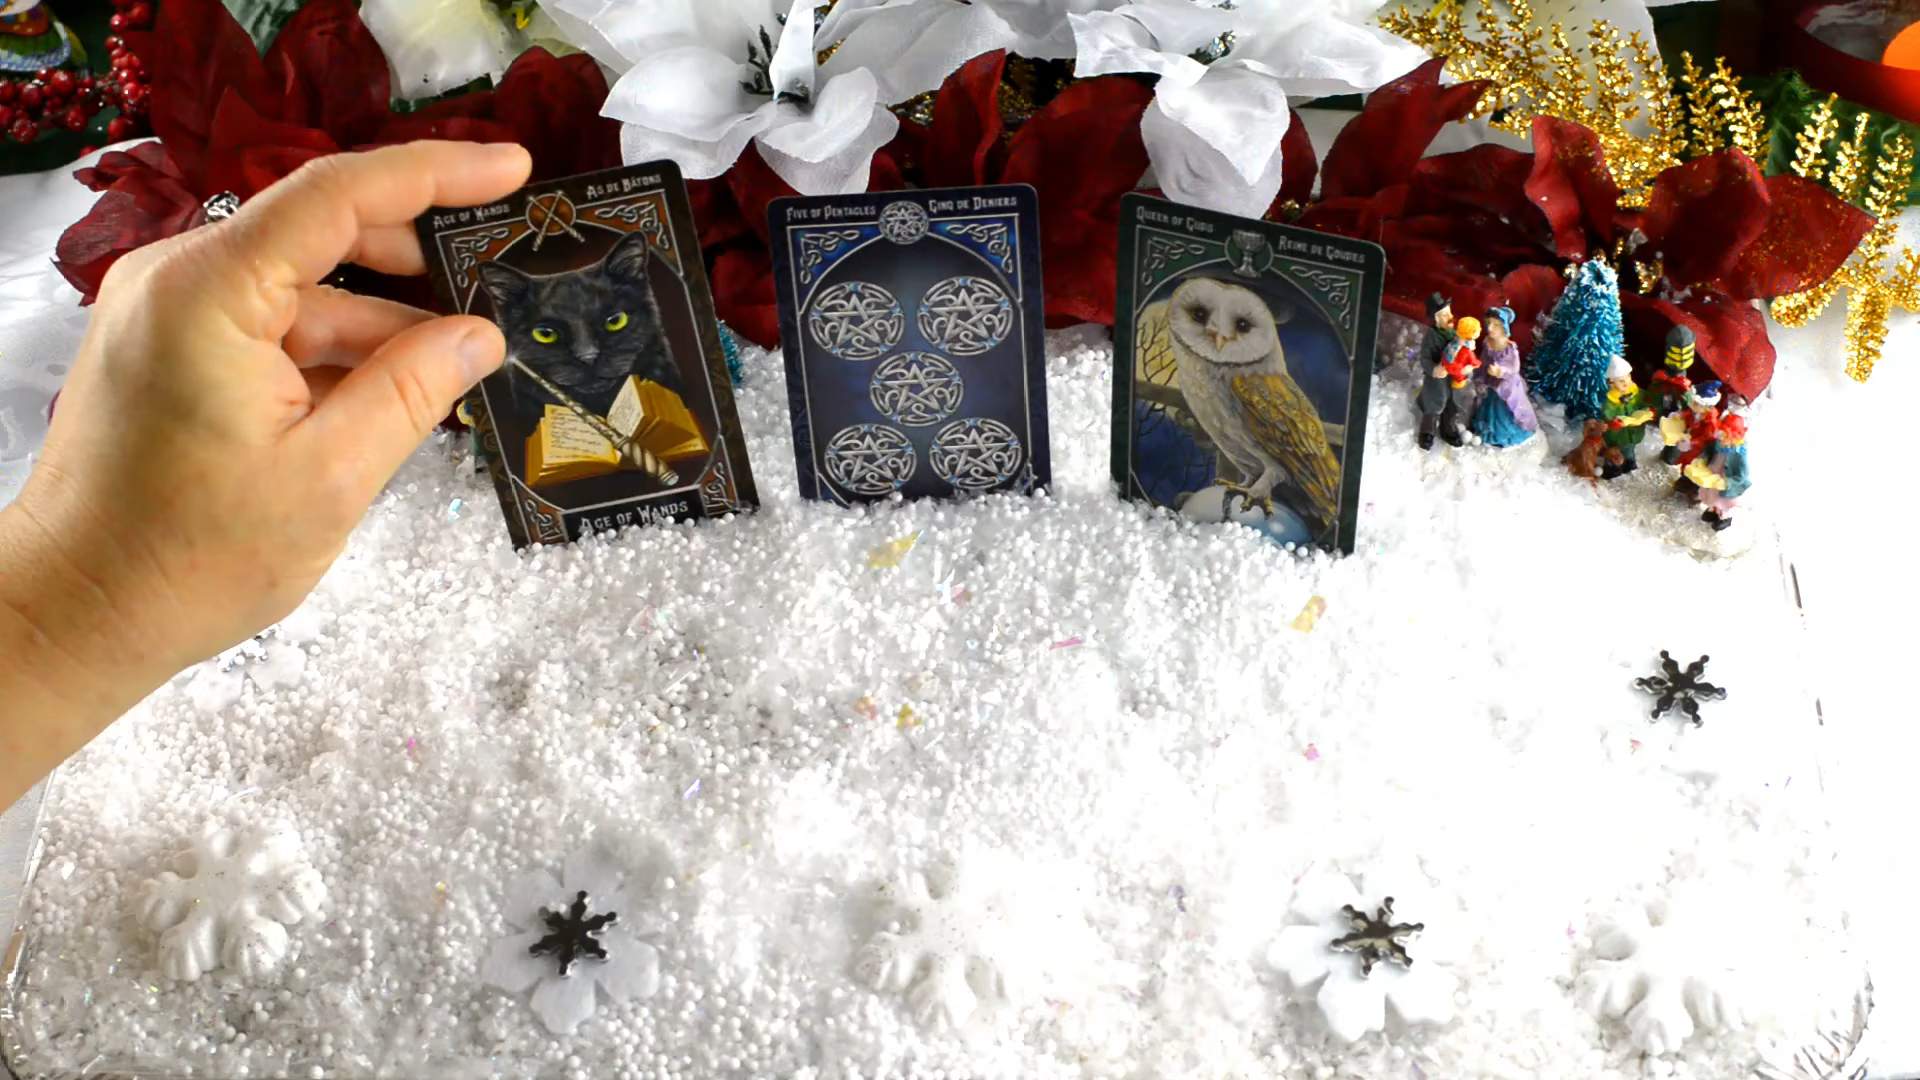 ACE OF WANDS
AS DE BÂTONS
ACE OF WANDS
FIVE OF PENTACLES
CINQ DE DENIERS
QUEEN OF CUPS
REINE DE COUPES